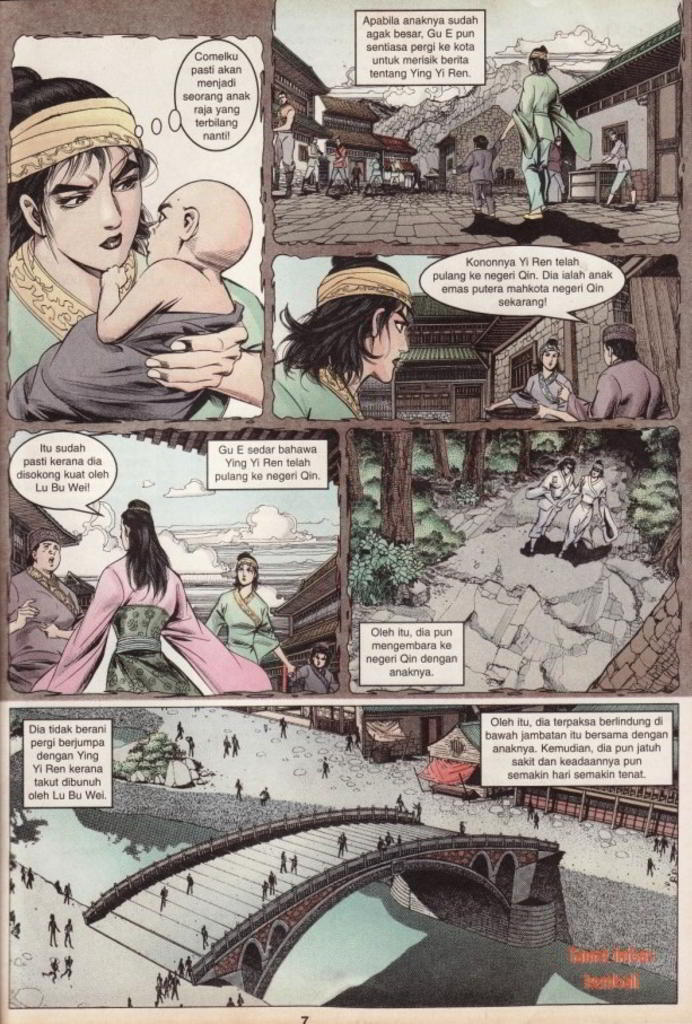 Comelku
pasti akan
menjadi
seorang anak
raja yang
terbilang
nanti!
Apabila anaknya sudah
agak besar, Gu E pun
sentiasa pergi ke kota
untuk merisik berita
tentang Ying Yi Ren.
Kononnya Yi Ren telah
pulang ke negeri Qin. Dia ialah anak
emas putera mahkota negeri Qin
sekarang!
Itu sudah
pasti kerana dia
disokong kuat oleh
Lu Bu Wei!
Gu E sedar bahawa
Ying Yi Ren telah
pulang ke negeri Qin.
Oleh itu, dia pun
mengembara ke
negeri Qin dengan
anaknya.
Dia tidak berani
pergi berjumpa
dengan Ying
Yi Ren kerana
takut dibunuh
oleh Lu Bu Wei.
Oleh itu, dia terpaksa berlindung di
bawah jambatan itu bersama dengan
anaknya. Kemudian, dia pun jatuh
sakit dan keadaannya pun
semakin hari semakin tenat.
kembali
7